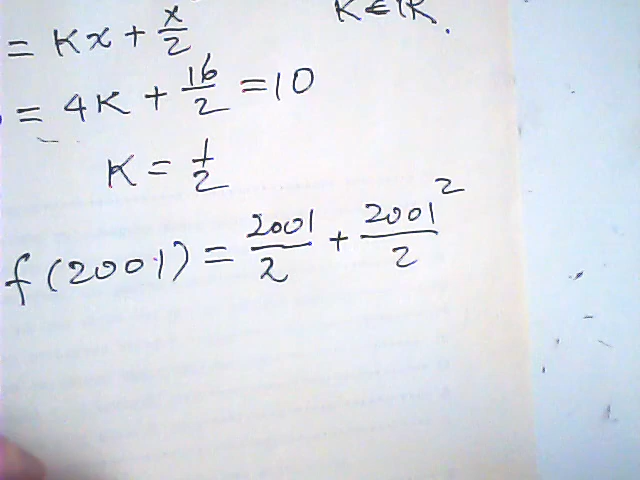 K ∈ ℝ.
= Kx + x/2
= 4K + 16/2 = 10
K = 1/2
f(2001) = 2001/2 + 2001²/2